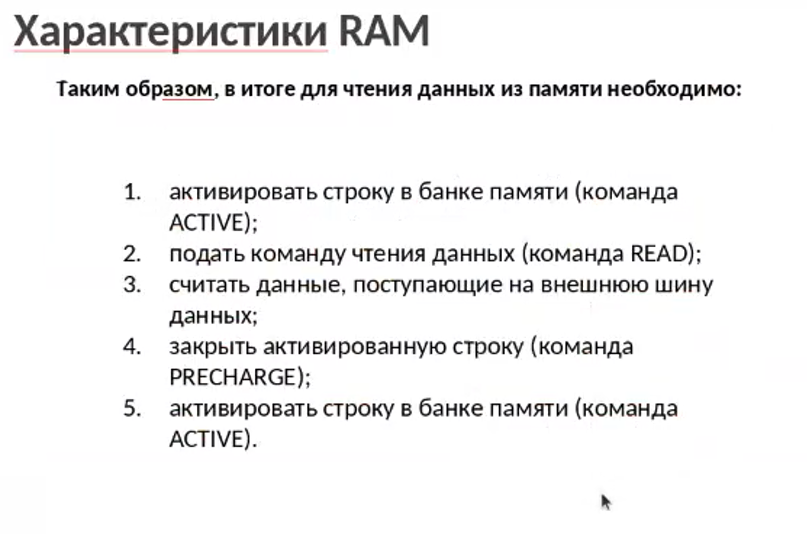 Характеристики RAM
Таким образом, в итоге для чтения данных из памяти необходимо:
1. активировать строку в банке памяти (команда
ACTIVE);
2. подать команду чтения данных (команда READ);
3. считать данные, поступающие на внешнюю шину
данных;
4. закрыть активированную строку (команда
PRECHARGE);
5. активировать строку в банке памяти (команда
ACTIVE).